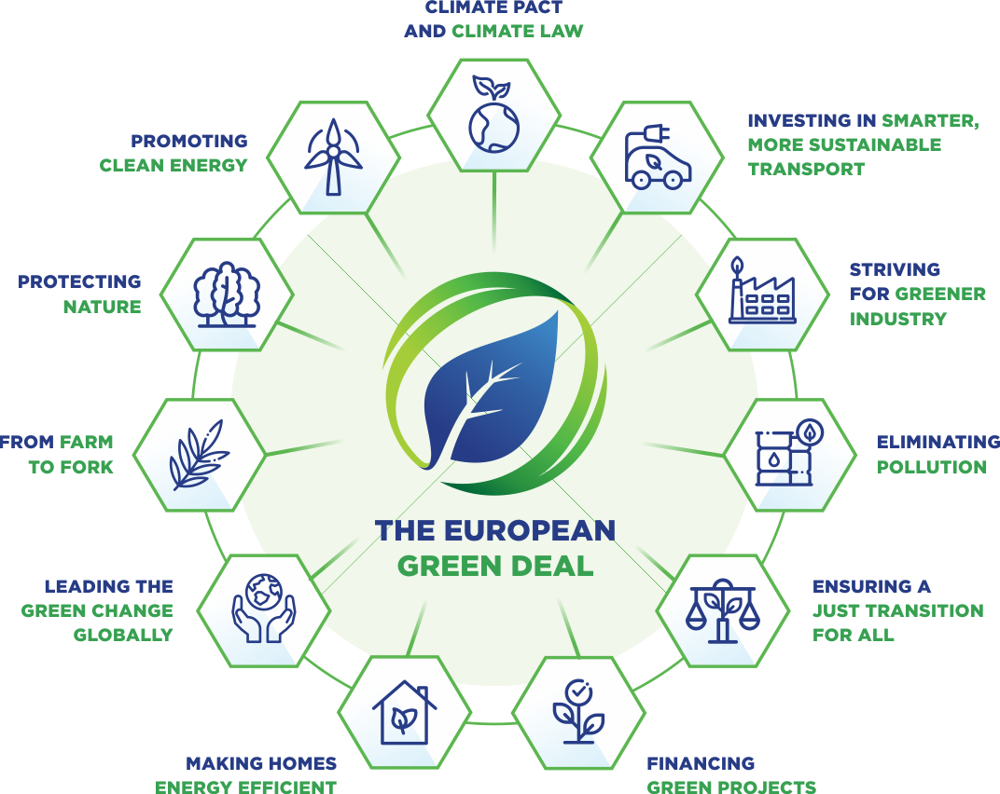 CLIMATE PACT
AND CLIMATE LAW
INVESTING IN SMARTER,
MORE SUSTAINABLE
TRANSPORT
STRIVING
FOR GREENER
INDUSTRY
ELIMINATING
POLLUTION
ENSURING A
JUST TRANSITION
FOR ALL
FINANCING
GREEN PROJECTS
MAKING HOMES
ENERGY EFFICIENT
LEADING THE
GREEN CHANGE
GLOBALLY
FROM FARM
TO FORK
PROTECTING
NATURE
PROMOTING
CLEAN ENERGY
THE EUROPEAN
GREEN DEAL